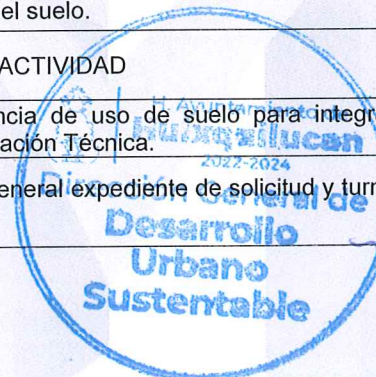 el suelo.
ACTIVIDAD
ncia de uso de suelo para integr
ación Técnica.
eneral expediente de solicitud y turn
H. Ayuntamiento de
Huixquilucan
2022-2024
Dirección General de
Desarrollo
Urbano
Sustentable